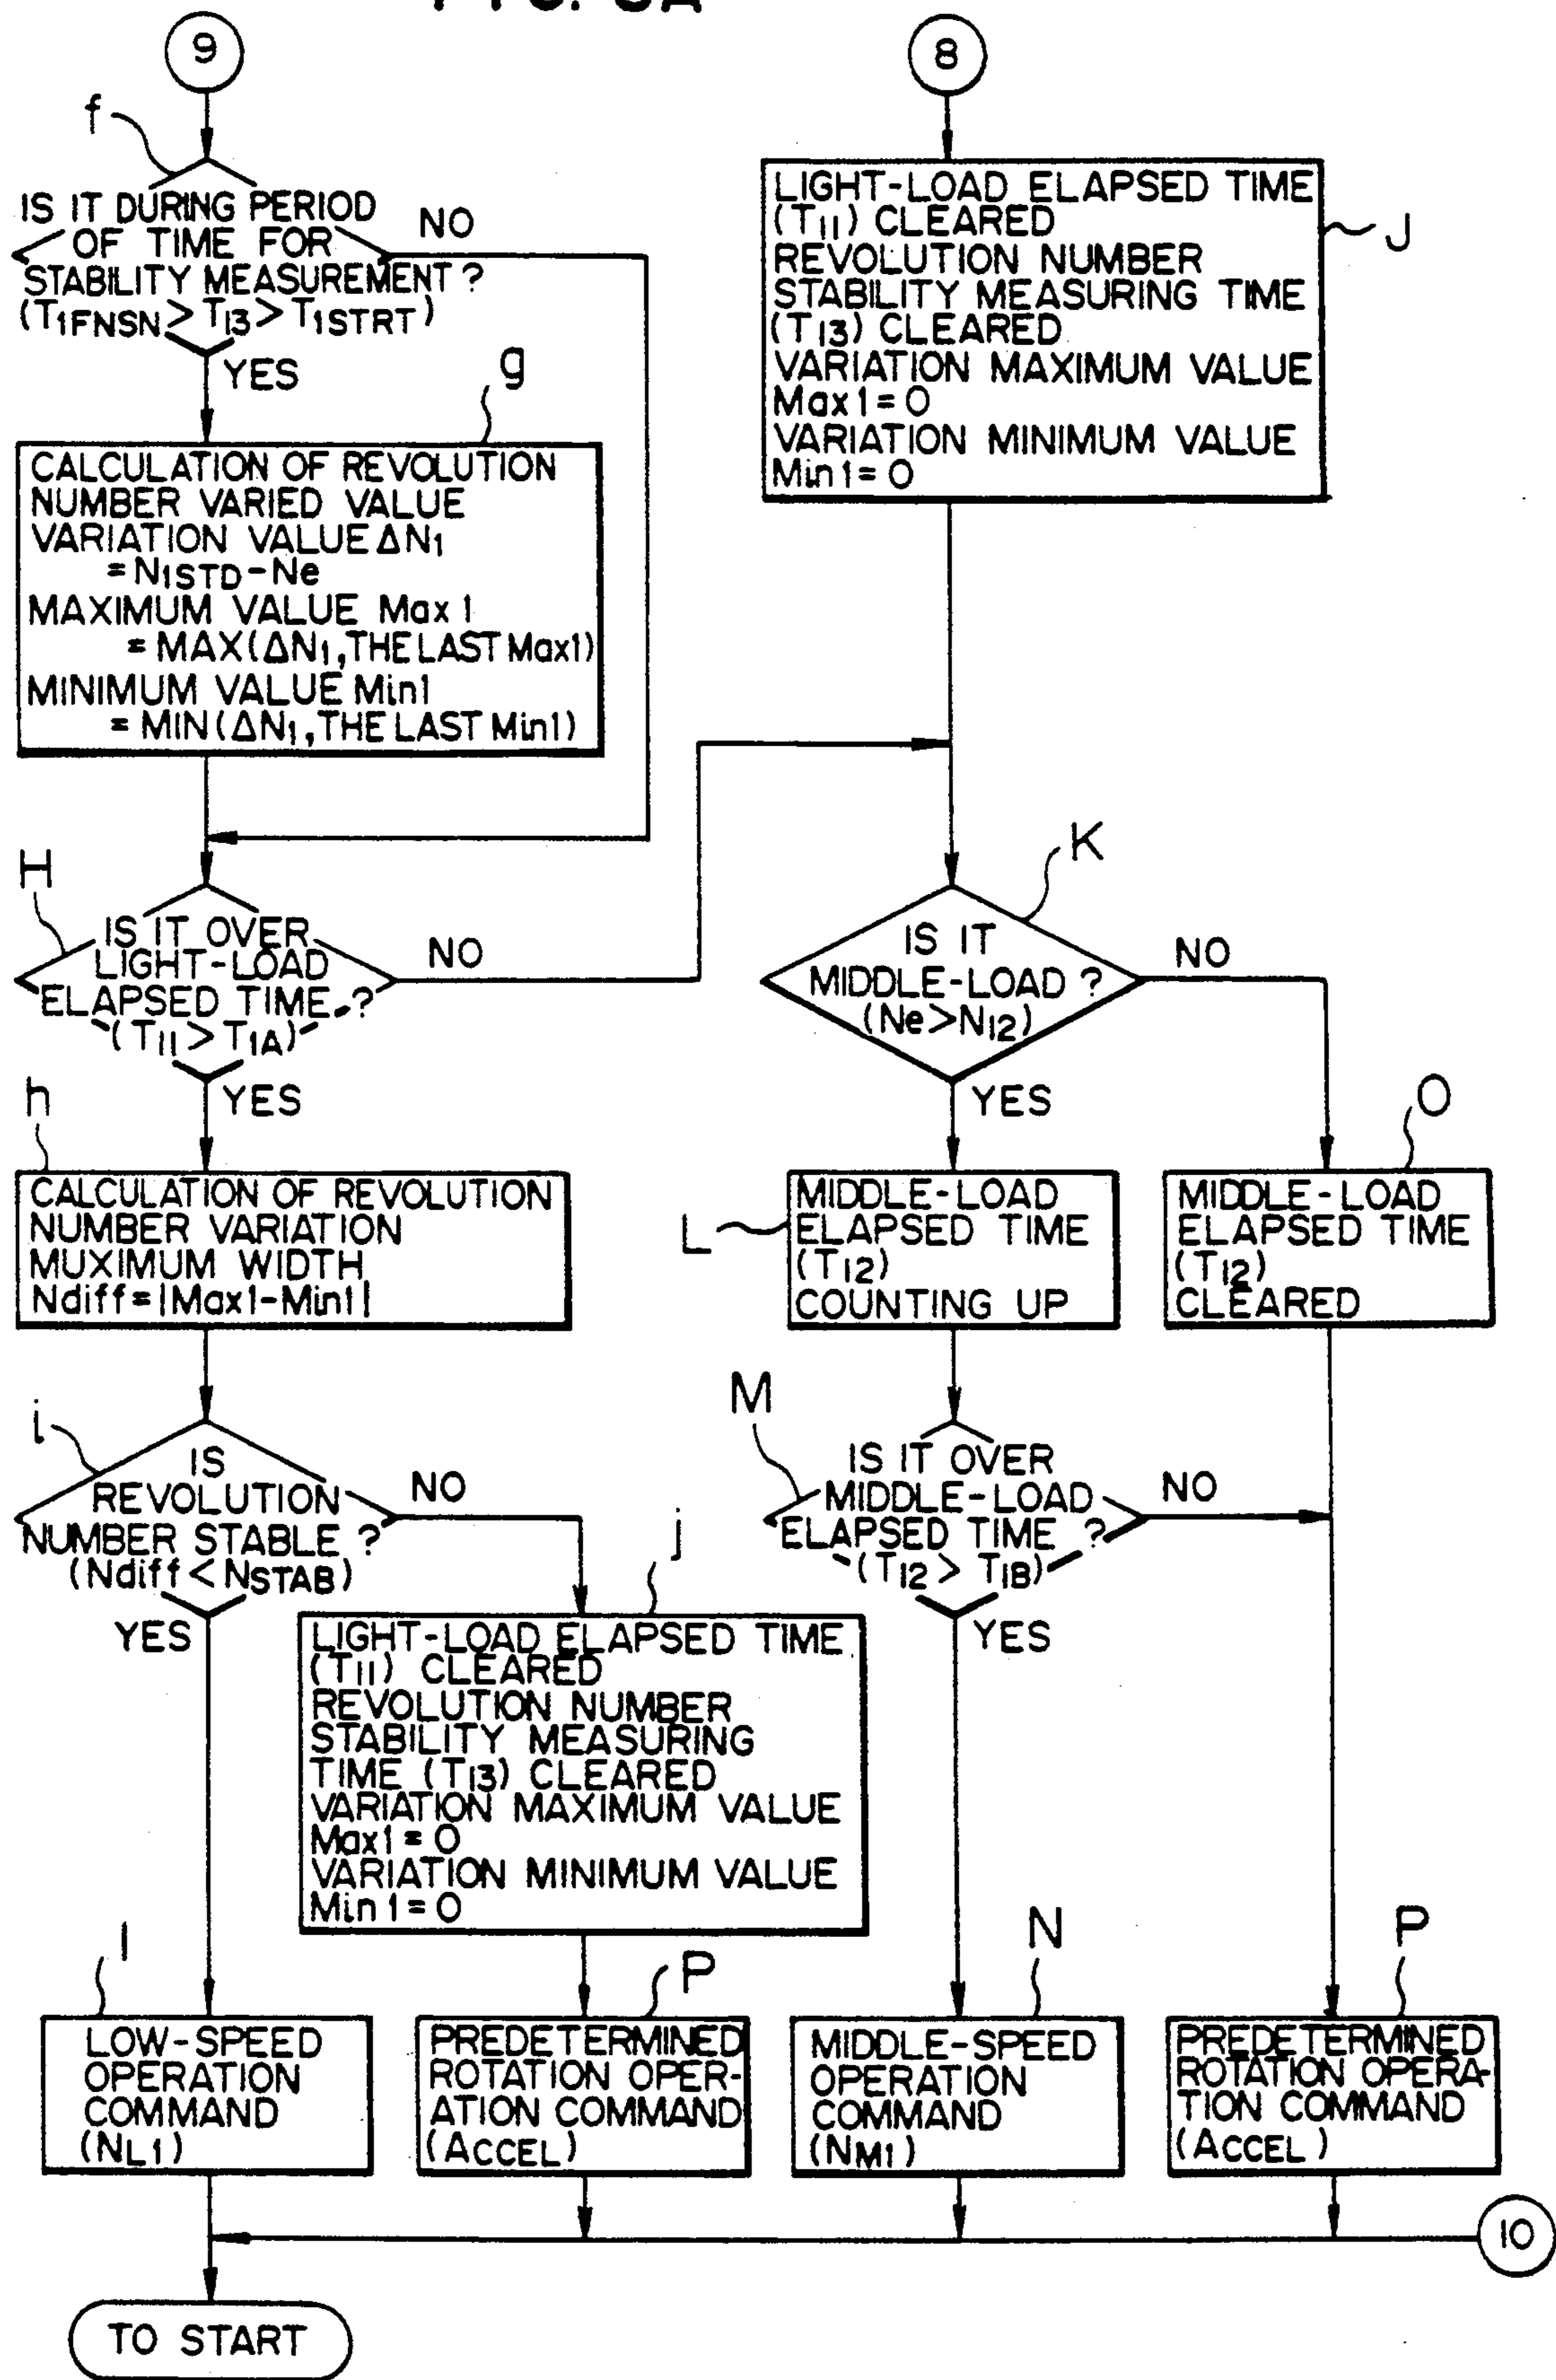 9
f
IS IT DURING PERIOD
OF TIME FOR
STABILITY MEASUREMENT?
(T1FNSN > T13 > T1STRT)
NO
YES
g
CALCULATION OF REVOLUTION
NUMBER VARIED VALUE
VARIATION VALUE ΔN1
=N1STD-Ne
MAXIMUM VALUE Max 1
= MAX(ΔN1, THE LAST Max1)
MINIMUM VALUE Min1
= MIN(ΔN1, THE LAST Min1)
H
IS IT OVER
LIGHT-LOAD
ELAPSED TIME ?
(T11 > T1A)
NO
YES
h
CALCULATION OF REVOLUTION
NUMBER VARIATION
MUXIMUM WIDTH
Ndiff=|Max1-Min1|
i
IS
REVOLUTION
NUMBER STABLE ?
(Ndiff < NSTAB)
NO
YES
j
LIGHT-LOAD ELAPSED TIME
(T11) CLEARED
REVOLUTION NUMBER
STABILITY MEASURING
TIME (T13) CLEARED
VARIATION MAXIMUM VALUE
Max1 = 0
VARIATION MINIMUM VALUE
Min 1 = 0
I
LOW-SPEED
OPERATION
COMMAND
(NL1)
P
PREDETERMINED
ROTATION OPER-
ATION COMMAND
(ACCEL)
8
J
LIGHT-LOAD ELAPSED TIME
(T11) CLEARED
REVOLUTION NUMBER
STABILITY MEASURING TIME
(T13) CLEARED
VARIATION MAXIMUM VALUE
Max 1 = 0
VARIATION MINIMUM VALUE
Min 1 = 0
K
IS IT
MIDDLE-LOAD ?
(Ne>N12)
NO
YES
L
MIDDLE-LOAD
ELAPSED TIME
(T12)
COUNTING UP
O
MIDDLE-LOAD
ELAPSED TIME
(T12)
CLEARED
M
IS IT OVER
MIDDLE-LOAD
ELAPSED TIME ?
(T12 > T1B)
NO
YES
N
MIDDLE-SPEED
OPERATION
COMMAND
(NM1)
P
PREDETERMINED
ROTATION OPERA-
TION COMMAND
(ACCEL)
10
TO START